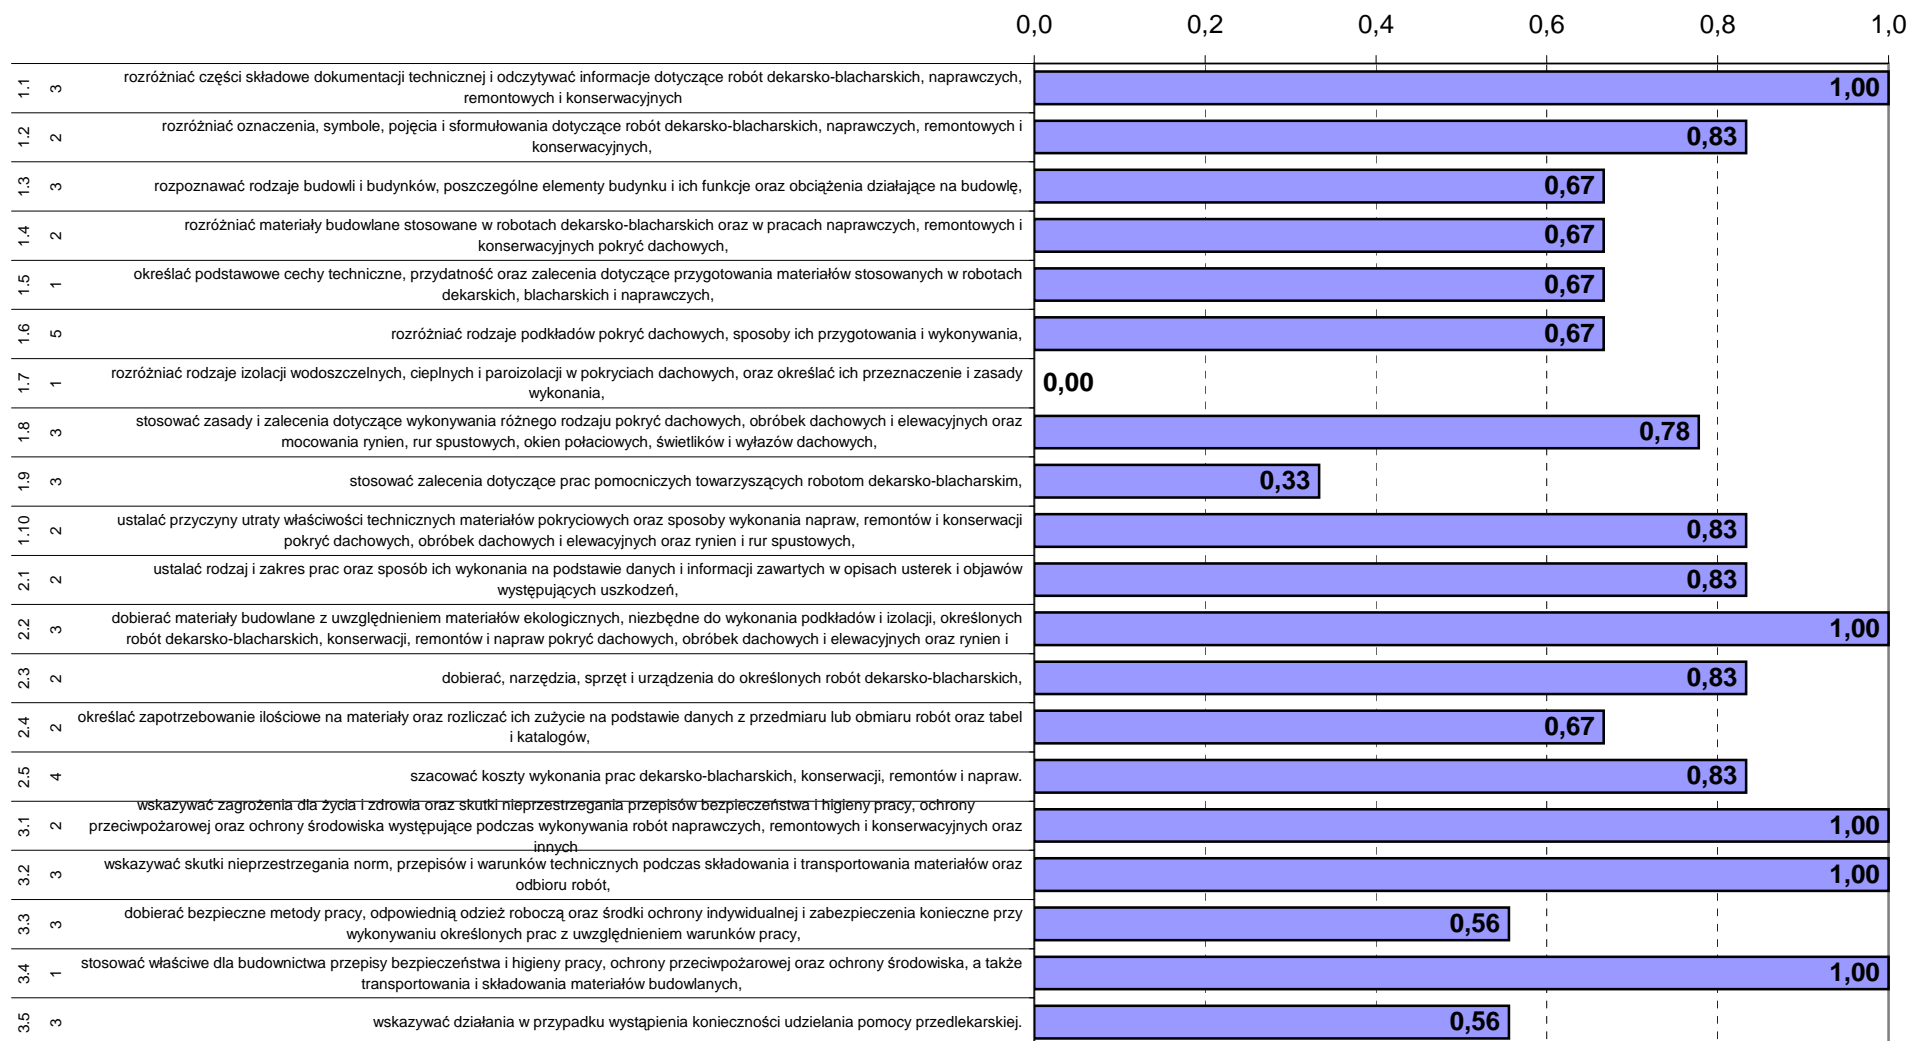 0,0 0,2 0,4 0,6 0,8 1,0
1.1 3 rozróżniać części składowe dokumentacji technicznej i odczytywać informacje dotyczące robót dekarsko-blacharskich, naprawczych,
remontowych i konserwacyjnych
1,00
1.2 2 rozróżniać oznaczenia, symbole, pojęcia i sformułowania dotyczące robót dekarsko-blacharskich, naprawczych, remontowych i
konserwacyjnych,
0,83
1.3 3 rozpoznawać rodzaje budowli i budynków, poszczególne elementy budynku i ich funkcje oraz obciążenia działające na budowlę,
0,67
1.4 2 rozróżniać materiały budowlane stosowane w robotach dekarsko-blacharskich oraz w pracach naprawczych, remontowych i
konserwacyjnych pokryć dachowych,
0,67
1.5 1 określać podstawowe cechy techniczne, przydatność oraz zalecenia dotyczące przygotowania materiałów stosowanych w robotach
dekarskich, blacharskich i naprawczych,
0,67
1.6 5 rozróżniać rodzaje podkładów pokryć dachowych, sposoby ich przygotowania i wykonywania,
0,67
1.7 1 rozróżniać rodzaje izolacji wodoszczelnych, cieplnych i paroizolacji w pokryciach dachowych, oraz określać ich przeznaczenie i zasady
wykonania,
0,00
1.8 3 stosować zasady i zalecenia dotyczące wykonywania różnego rodzaju pokryć dachowych, obróbek dachowych i elewacyjnych oraz
mocowania rynien, rur spustowych, okien połaciowych, świetlików i wyłazów dachowych,
0,78
1.9 3 stosować zalecenia dotyczące prac pomocniczych towarzyszących robotom dekarsko-blacharskim,
0,33
1.10 2 ustalać przyczyny utraty właściwości technicznych materiałów pokryciowych oraz sposoby wykonania napraw, remontów i konserwacji
pokryć dachowych, obróbek dachowych i elewacyjnych oraz rynien i rur spustowych,
0,83
2.1 2 ustalać rodzaj i zakres prac oraz sposób ich wykonania na podstawie danych i informacji zawartych w opisach usterek i objawów
występujących uszkodzeń,
0,83
2.2 3 dobierać materiały budowlane z uwzględnieniem materiałów ekologicznych, niezbędne do wykonania podkładów i izolacji, określonych
robót dekarsko-blacharskich, konserwacji, remontów i napraw pokryć dachowych, obróbek dachowych i elewacyjnych oraz rynien i
1,00
2.3 2 dobierać, narzędzia, sprzęt i urządzenia do określonych robót dekarsko-blacharskich,
0,83
2.4 2 określać zapotrzebowanie ilościowe na materiały oraz rozliczać ich zużycie na podstawie danych z przedmiaru lub obmiaru robót oraz tabel
i katalogów,
0,67
2.5 4 szacować koszty wykonania prac dekarsko-blacharskich, konserwacji, remontów i napraw.
0,83
3.1 2 wskazywać zagrożenia dla życia i zdrowia oraz skutki nieprzestrzegania przepisów bezpieczeństwa i higieny pracy, ochrony
przeciwpożarowej oraz ochrony środowiska występujące podczas wykonywania robót naprawczych, remontowych i konserwacyjnych oraz
innych
1,00
3.2 3 wskazywać skutki nieprzestrzegania norm, przepisów i warunków technicznych podczas składowania i transportowania materiałów oraz
odbioru robót,
1,00
3.3 3 dobierać bezpieczne metody pracy, odpowiednią odzież roboczą oraz środki ochrony indywidualnej i zabezpieczenia konieczne przy
wykonywaniu określonych prac z uwzględnieniem warunków pracy,
0,56
3.4 1 stosować właściwe dla budownictwa przepisy bezpieczeństwa i higieny pracy, ochrony przeciwpożarowej oraz ochrony środowiska, a także
transportowania i składowania materiałów budowlanych,
1,00
3.5 3 wskazywać działania w przypadku wystąpienia konieczności udzielania pomocy przedlekarskiej.
0,56